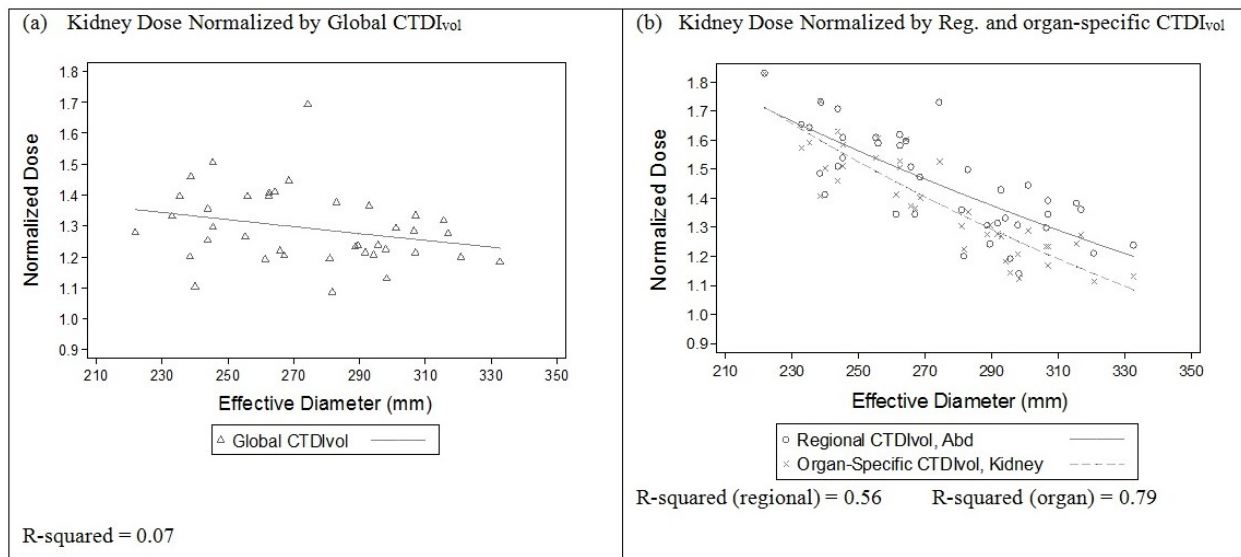 (a) Kidney Dose Normalized by Global CTDIvol
1.8
1.7
1.6
1.5
1.4
1.3
1.2
1.1
1.0
0.9
Normalized Dose
210 230 250 270 290 310 330 350
Effective Diameter (mm)
Global CTDIvol
R-squared = 0.07
(b) Kidney Dose Normalized by Reg. and organ-specific CTDIvol
1.8
1.7
1.6
1.5
1.4
1.3
1.2
1.1
1.0
0.9
Normalized Dose
210 230 250 270 290 310 330 350
Effective Diameter (mm)
Regional CTDIvol, Abd
Organ-Specific CTDIvol, Kidney
R-squared (regional) = 0.56 R-squared (organ) = 0.79